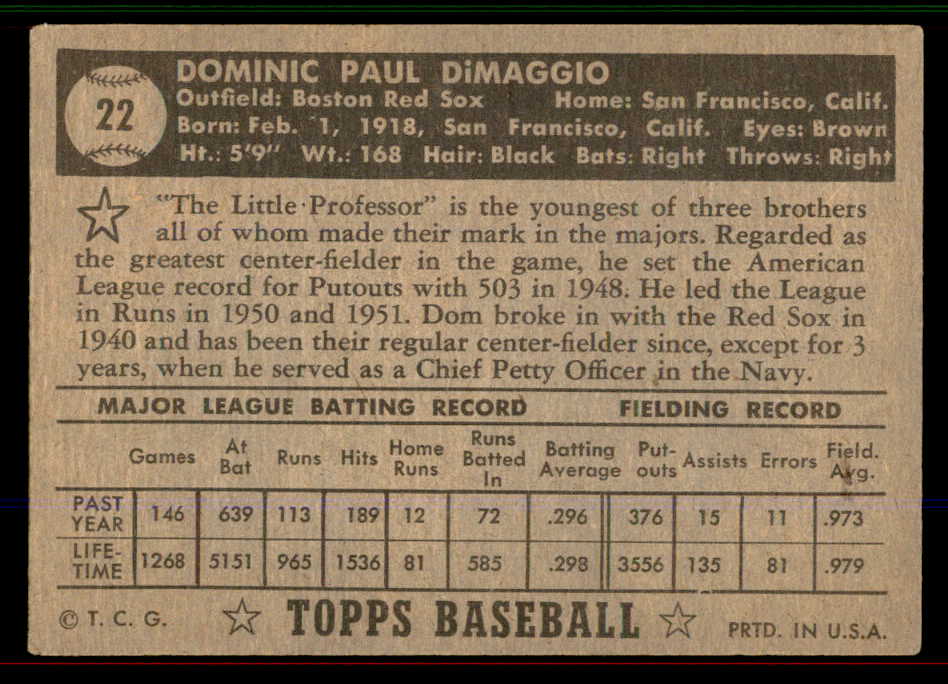 22
DOMINIC PAUL DiMAGGIO
Outfield: Boston Red Sox Home: San Francisco, Calif.
Born: Feb. 1, 1918, San Francisco, Calif. Eyes: Brown
Ht.: 5'9" Wt.: 168 Hair: Black Bats: Right Throws: Right
"The Little Professor" is the youngest of three brothers
all of whom made their mark in the majors. Regarded as
the greatest center-fielder in the game, he set the American
League record for Putouts with 503 in 1948. He led the League
in Runs in 1950 and 1951. Dom broke in with the Red Sox in
1940 and has been their regular center-fielder since, except for 3
years, when he served as a Chief Petty Officer in the Navy.
MAJOR LEAGUE BATTING RECORD FIELDING RECORD
Games At Bat Runs Hits Home Runs Runs Batted In Batting Average Put-outs Assists Errors Field. Avg.
PAST YEAR 146 639 113 189 12 72 .296 376 15 11 .973
LIFE-TIME 1268 5151 965 1536 81 585 .298 3556 135 81 .979
© T. C. G. TOPPS BASEBALL PRTD. IN U.S.A.